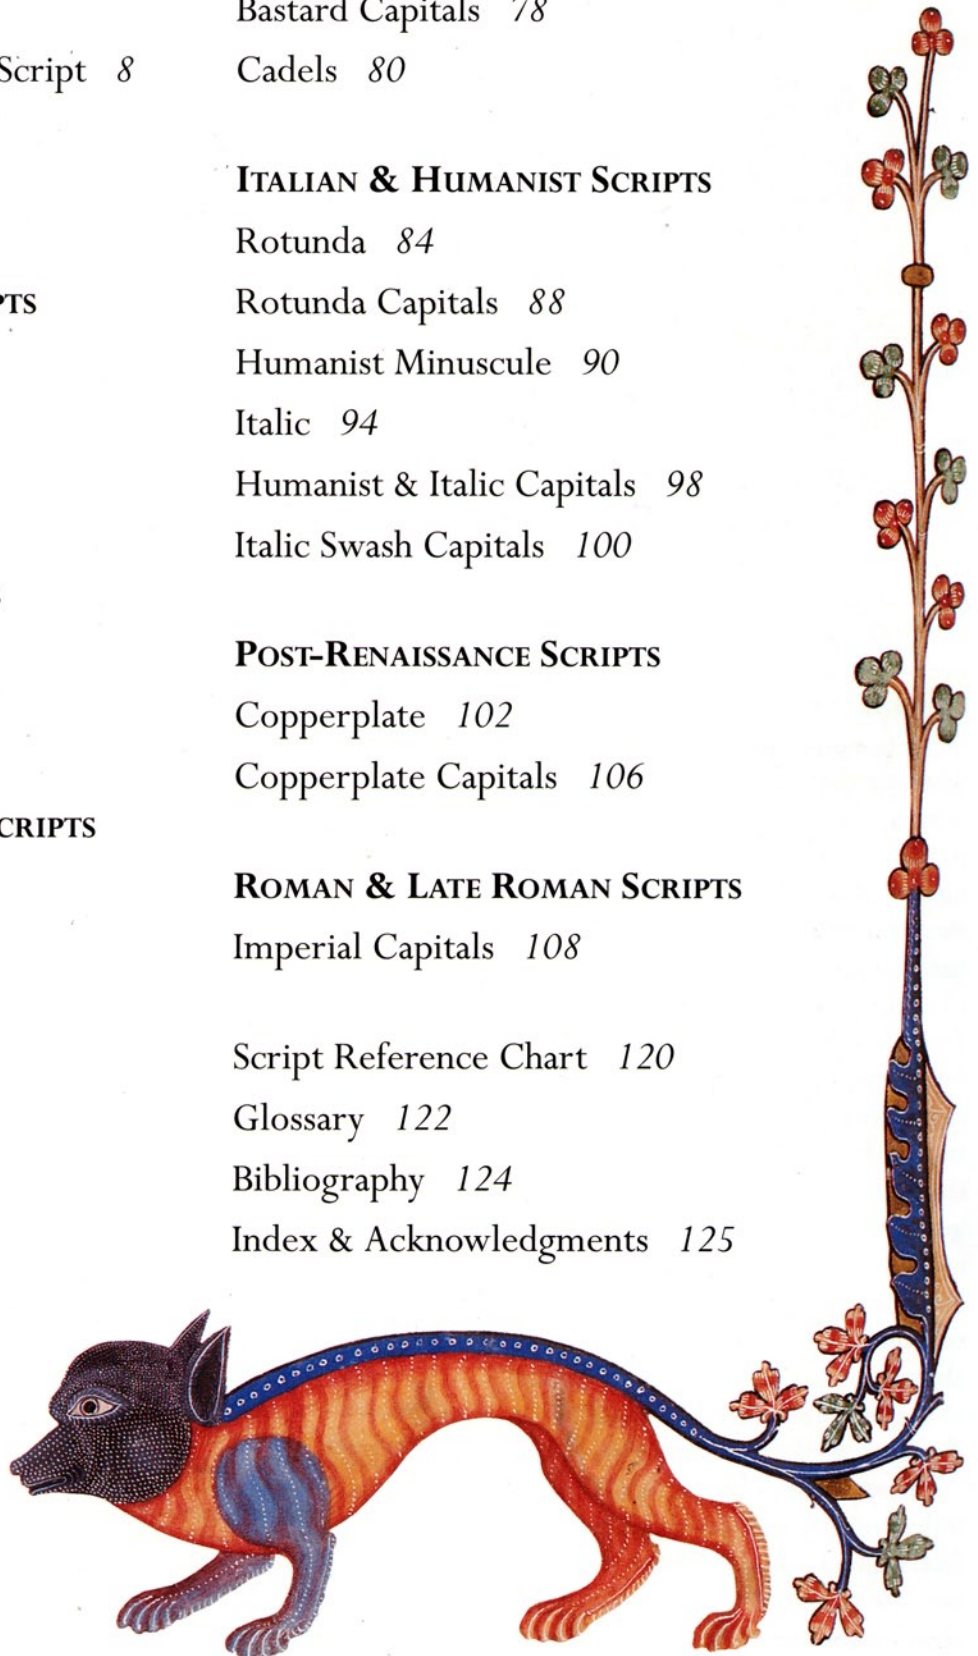 Script 8
PTS
CRIPTS
Bastard Capitals 78
Cadels 80
ITALIAN & HUMANIST SCRIPTS
Rotunda 84
Rotunda Capitals 88
Humanist Minuscule 90
Italic 94
Humanist & Italic Capitals 98
Italic Swash Capitals 100
POST-RENAISSANCE SCRIPTS
Copperplate 102
Copperplate Capitals 106
ROMAN & LATE ROMAN SCRIPTS
Imperial Capitals 108
Script Reference Chart 120
Glossary 122
Bibliography 124
Index & Acknowledgments 125